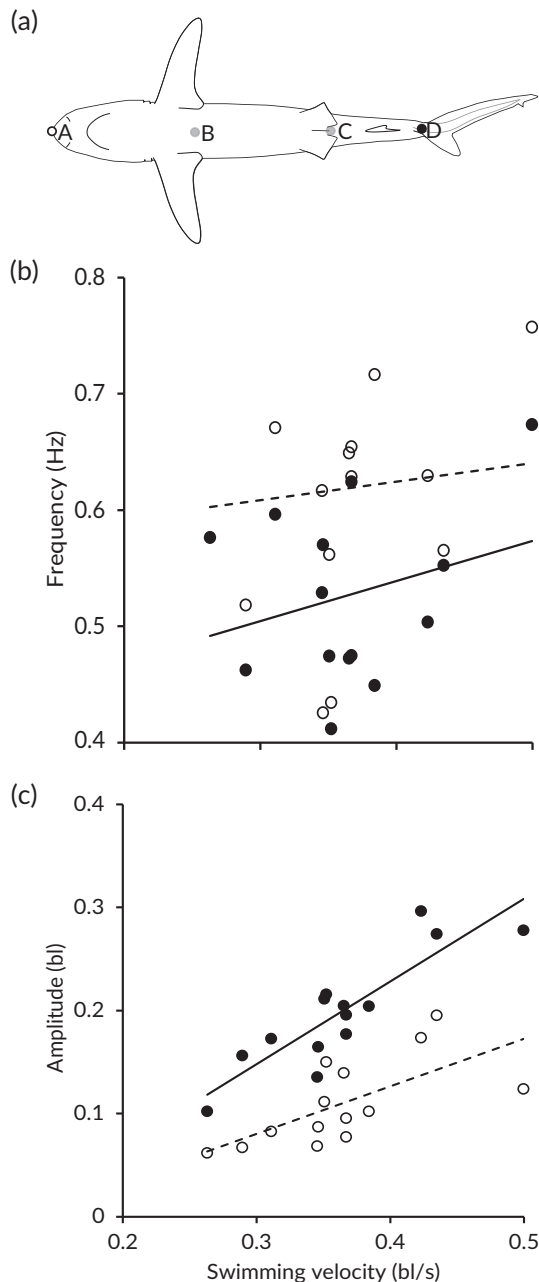 (a)
A
B
C
D
(b)
0.8
0.7
0.6
0.5
0.4
Frequency (Hz)
(c)
0.4
0.3
0.2
0.1
0
Amplitude (bl)
0.2 0.3 0.4 0.5
Swimming velocity (bl/s)